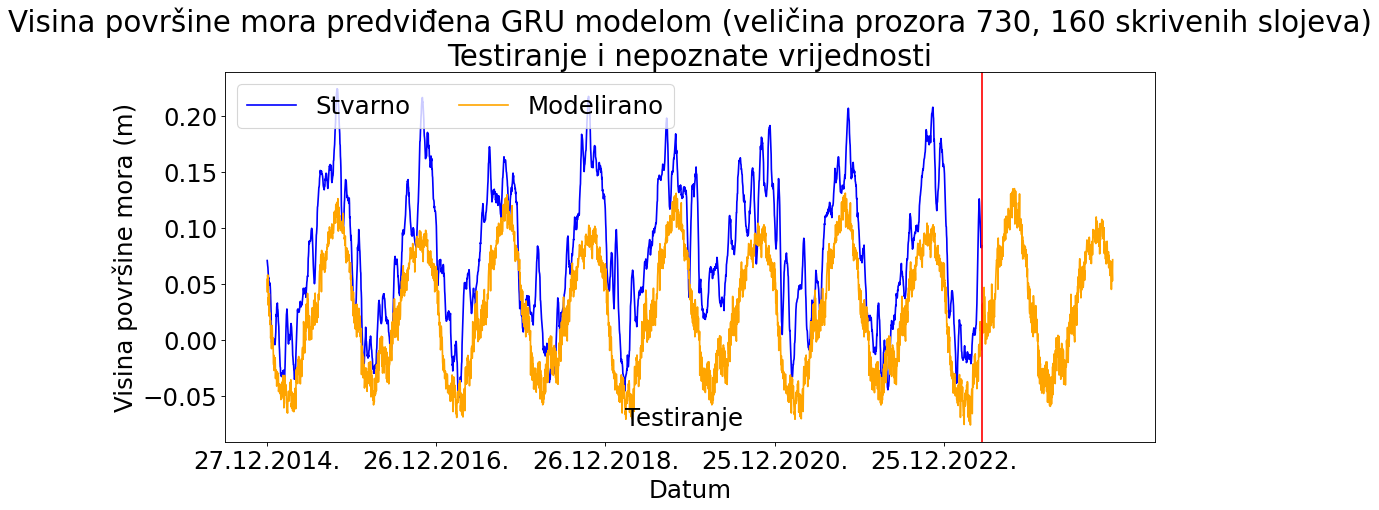 Visina površine mora predviđena GRU modelom (veličina prozora 730, 160 skrivenih slojeva)
Testiranje i nepoznate vrijednosti
Stvarno
Modelirano
Visina površine mora (m)
0.20
0.15
0.10
0.05
0.00
−0.05
Testiranje
27.12.2014.
26.12.2016.
26.12.2018.
25.12.2020.
25.12.2022.
Datum